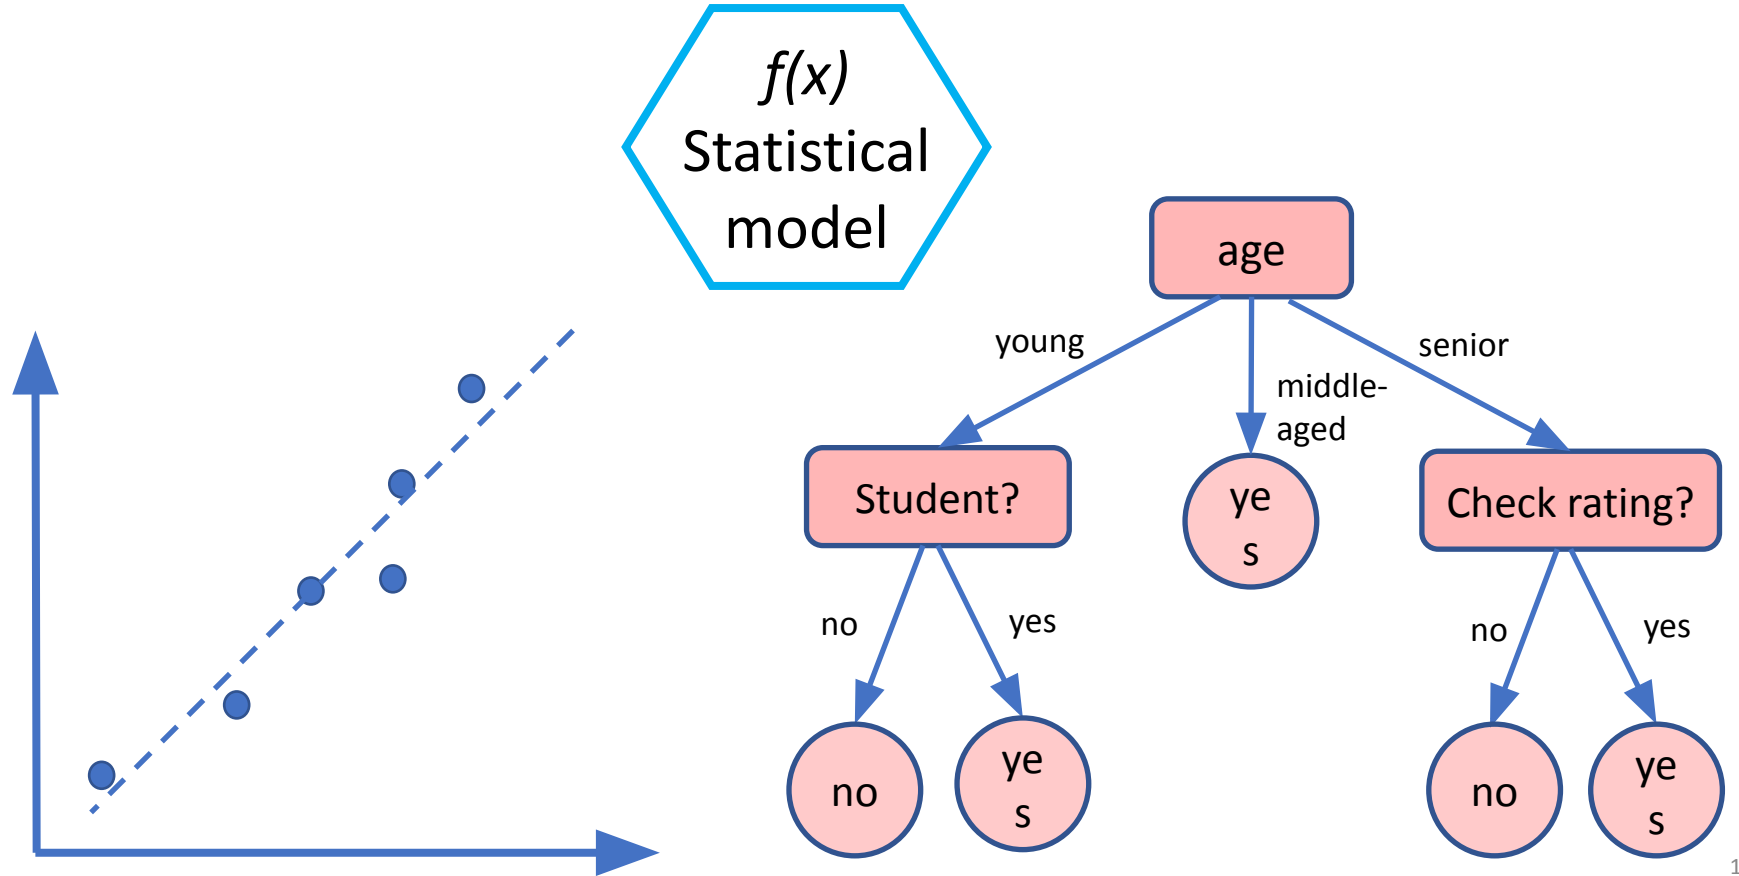 f(x)
Statistical
model
age
young
senior
middle-
aged
Student?
ye
s
Check rating?
no
yes
no
yes
no
ye
s
no
ye
s
1